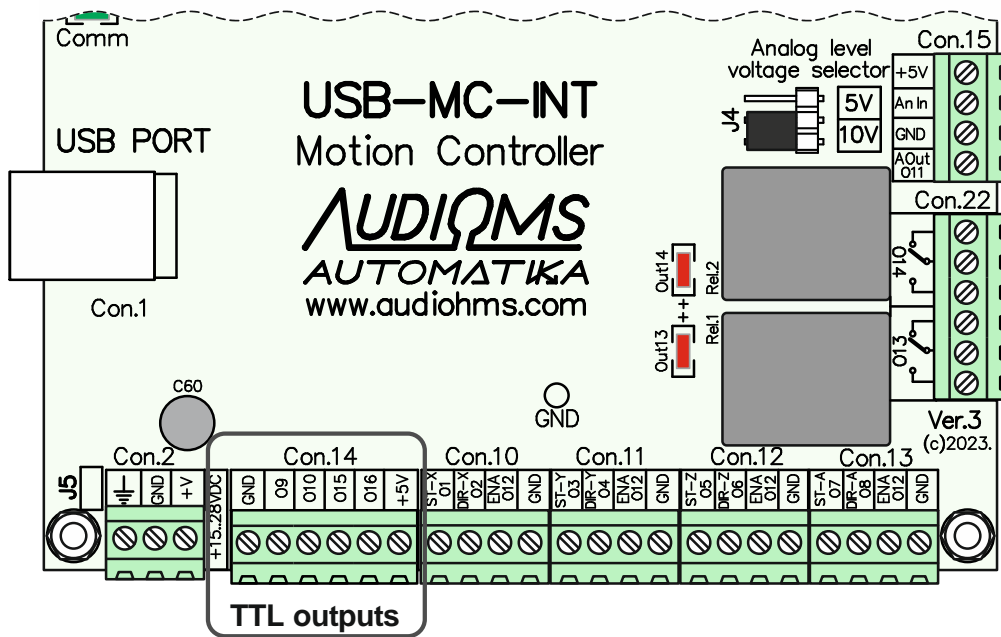 Comm
USB PORT
Con.1
USB-MC-INT
Motion Controller
AUDIOMS
AUTOMATIKA
www.audiohms.com
Analog level
voltage selector
J4
5V
10V
Con.15
+5V
An In
GND
AOut
O11
Con.22
O14
O13
Out14
++
Out13
Rel.2
Rel.1
C60
GND
Ver.3
(c)2023.
J5
Con.2
GND
+V
+15..28VDC
Con.14
GND
O9
O10
O15
O16
+5V
Con.10
ST-X
O1
DIR-X
O2
ENA
O12
GND
Con.11
ST-Y
O3
DIR-Y
O4
ENA
O12
GND
Con.12
ST-Z
O5
DIR-Z
O6
ENA
O12
GND
Con.13
ST-A
O7
DIR-A
O8
ENA
O12
GND
TTL outputs